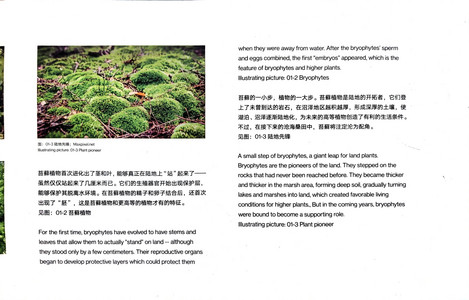 图: 01-3 陆地先锋: Maxpixel.net
Illustrating picture: 01-3 Plant pioneer
苔藓植物首次进化出了茎和叶,能够真正在陆地上“站”起来了——
虽然仅仅站起来了几厘米而已。它们的生殖器官开始出现保护层,
能够保护其脱离水环境。在苔藓植物的精子和卵子结合后,还首次
出现了“胚”,这是苔藓植物和更高等的植物才有的特征。
见图: 01-2 苔藓植物
For the first time, bryophytes have evolved to have stems and
leaves that allow them to actually "stand" on land— although
they stood only by a few centimeters. Their reproductive organs
began to develop protective layers which could protect them
when they were away from water. After the bryophytes' sperm
and eggs combined, the first "embryos" appeared, which is the
feature of bryophytes and higher plants.
Illustrating picture: 01-2 Bryophytes
苔藓的一小步,植物的一大步。苔藓植物是陆地的开拓者,它们登
上了未曾到达的岩石,在沼泽地区越积越厚,形成深厚的土壤,使
湖沼、沼泽逐渐陆地化,为未来的高等植物创造了有利的生活条件。
不过,在接下来的沧海桑田中,苔藓将注定沦为配角。
见图: 01-3 陆地先锋
A small step of bryophytes, a giant leap for land plants.
Bryophytes are the pioneers of the land. They stepped on the
rocks that had never been reached before. They became thicker
and thicker in the marsh area, forming deep soil, gradually turning
lakes and marshes into land, which created favorable living
conditions for higher plants.. But in the coming years, bryophytes
were bound to become a supporting role.
Illustrating picture: 01-3 Plant pioneer